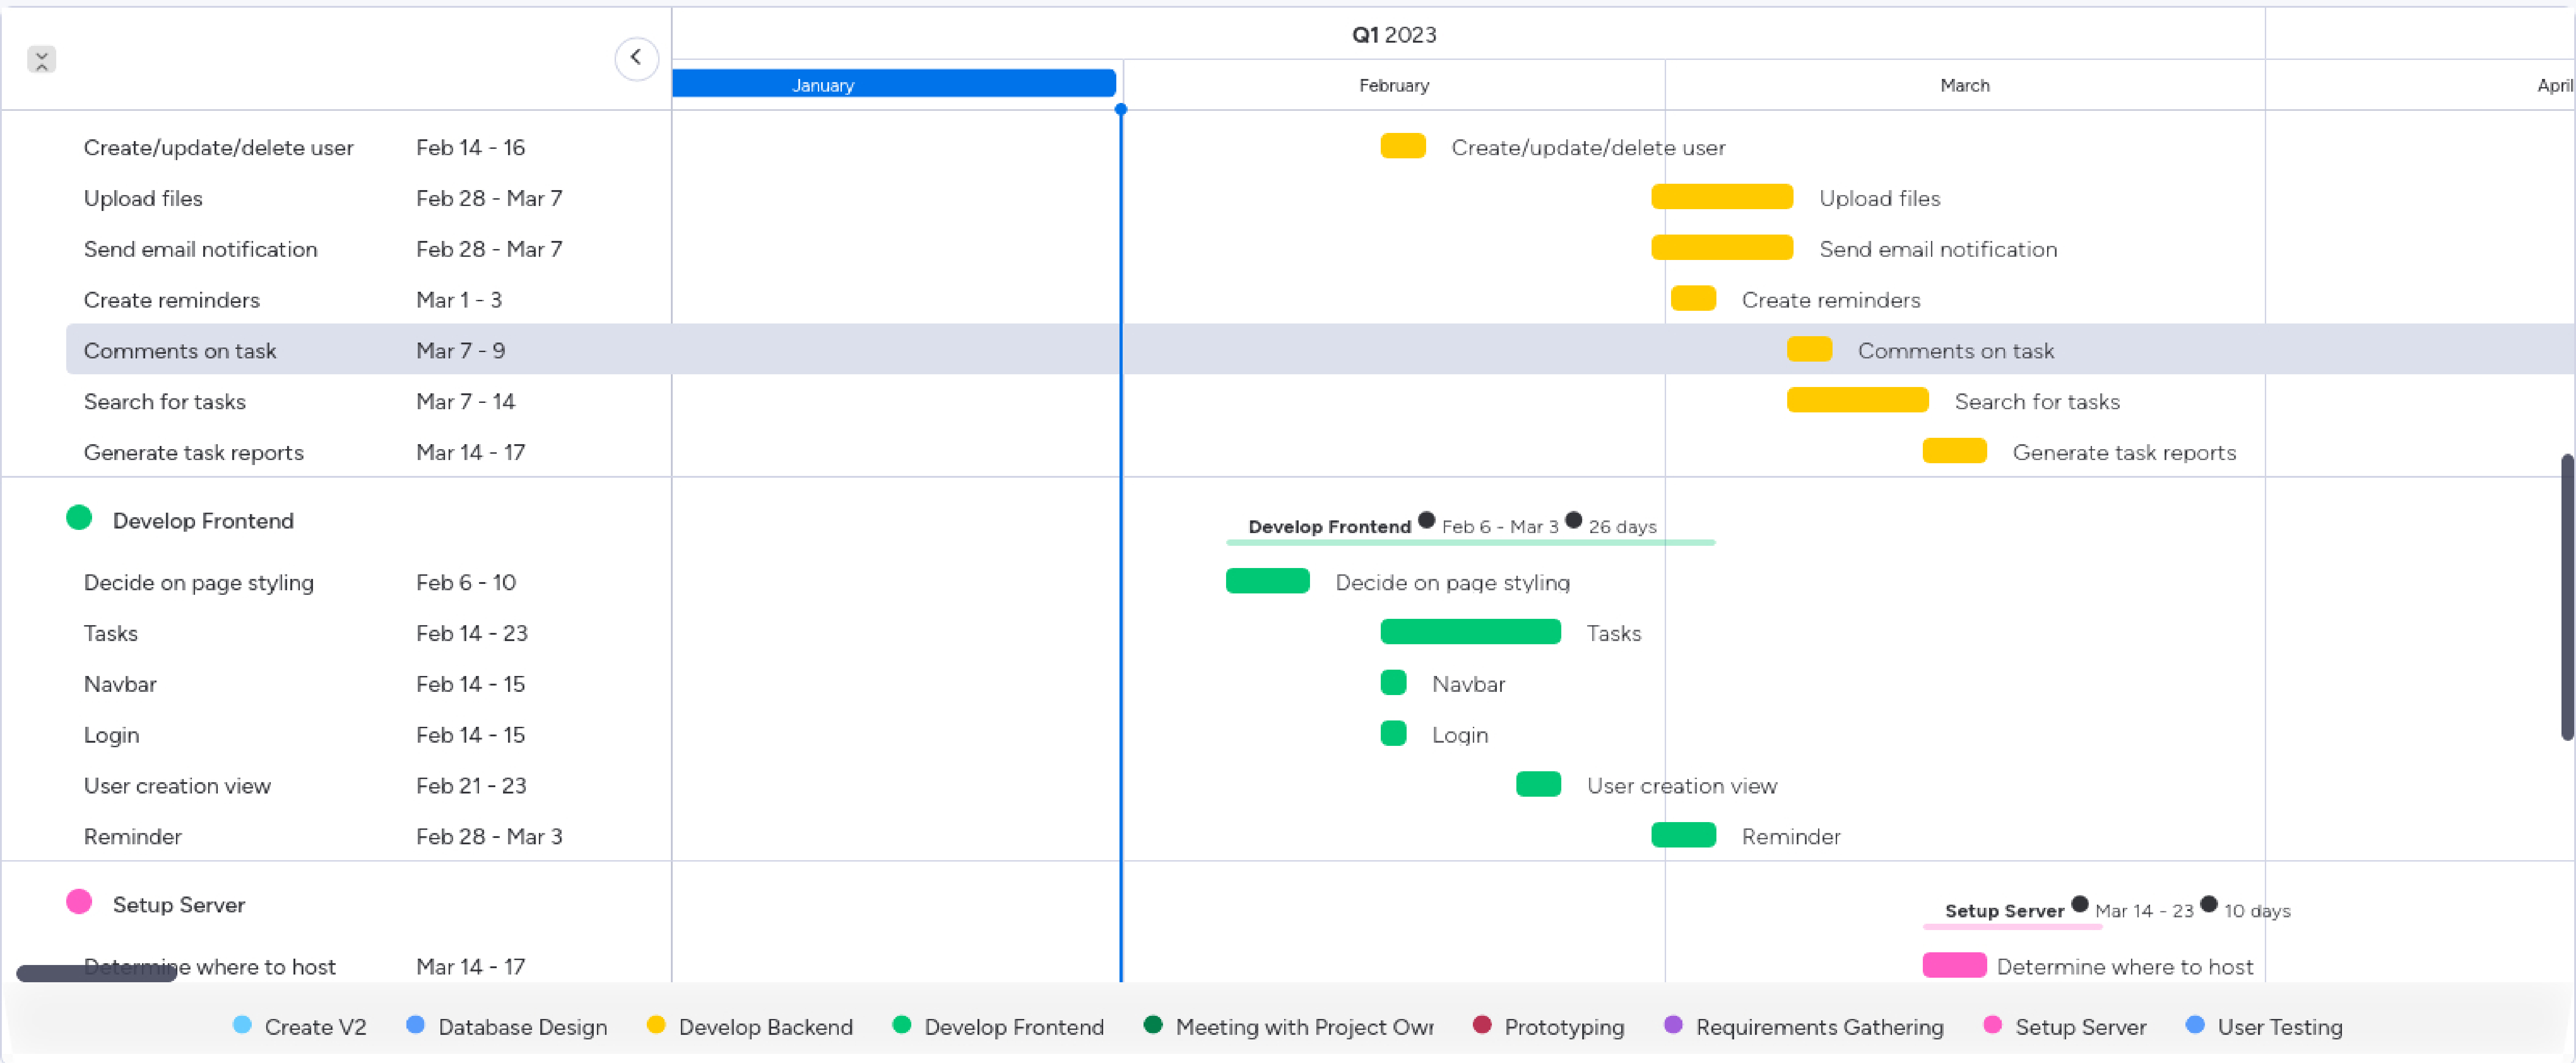 Q1 2023
January February March April
Create/update/delete user Feb 14 - 16 Create/update/delete user
Upload files Feb 28 - Mar 7 Upload files
Send email notification Feb 28 - Mar 7 Send email notification
Create reminders Mar 1 - 3 Create reminders
Comments on task Mar 7 - 9 Comments on task
Search for tasks Mar 7 - 14 Search for tasks
Generate task reports Mar 14 - 17 Generate task reports
Develop Frontend Develop Frontend ● Feb 6 - Mar 3 ● 26 days
Decide on page styling Feb 6 - 10 Decide on page styling
Tasks Feb 14 - 23 Tasks
Navbar Feb 14 - 15 Navbar
Login Feb 14 - 15 Login
User creation view Feb 21 - 23 User creation view
Reminder Feb 28 - Mar 3 Reminder
Setup Server Setup Server ● Mar 14 - 23 ● 10 days
Determine where to host Mar 14 - 17 Determine where to host
Create V2 Database Design Develop Backend Develop Frontend Meeting with Project Owr Prototyping Requirements Gathering Setup Server User Testing